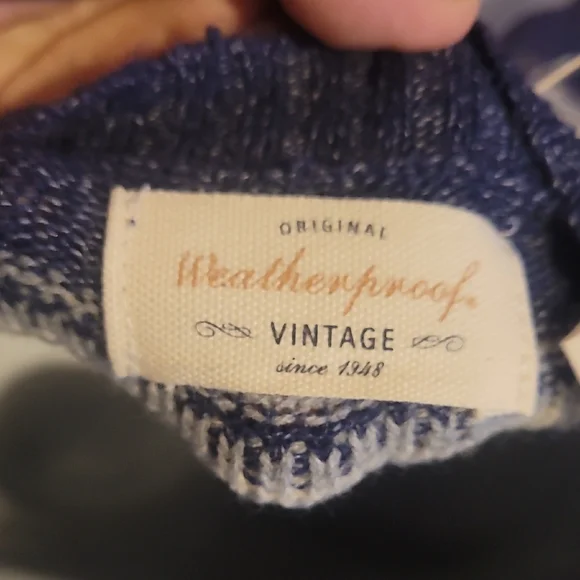 ORIGINAL
Weatherproof.
VINTAGE
since 1948